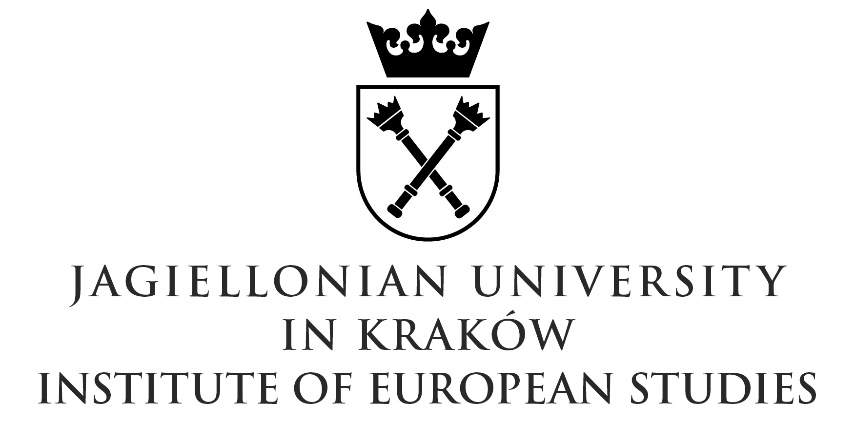 JAGIELLONIAN UNIVERSITY
IN KRAKÓW
INSTITUTE OF EUROPEAN STUDIES